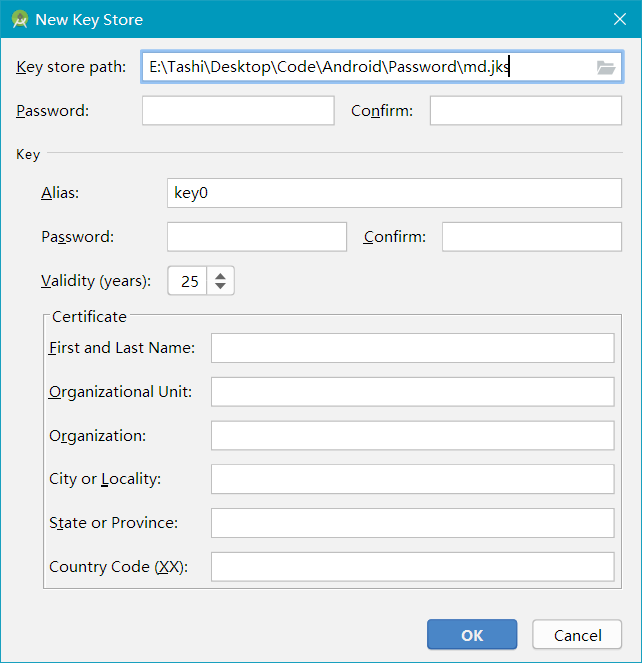 New Key Store
Key store path: E:\Tashi\Desktop\Code\Android\Password\md.jks
Password: Confirm:
Key
Alias: key0
Password: Confirm:
Validity (years): 25
Certificate
First and Last Name:
Organizational Unit:
Organization:
City or Locality:
State or Province:
Country Code (XX):
OK Cancel